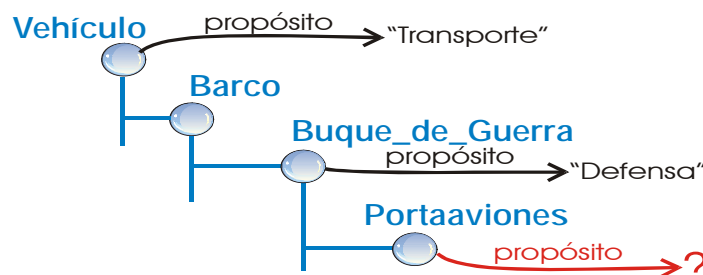 Vehículo
propósito
"Transporte"
Barco
Buque_de_Guerra
propósito
"Defensa"
Portaaviones
propósito
?